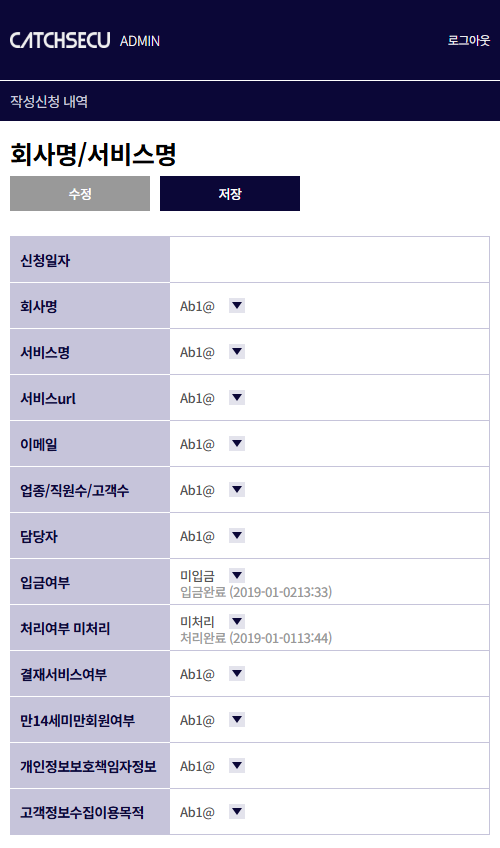 CATCHSECU ADMIN 로그아웃
작성신청 내역
회사명/서비스명
수정 저장
신청일자
회사명 Ab1@
서비스명 Ab1@
서비스url Ab1@
이메일 Ab1@
업종/직원수/고객수 Ab1@
담당자 Ab1@
입금여부 미입금
입금완료 (2019-01-0213:33)
처리여부 미처리 미처리
처리완료 (2019-01-0113:44)
결재서비스여부 Ab1@
만14세미만회원여부 Ab1@
개인정보보호책임자정보 Ab1@
고객정보수집이용목적 Ab1@